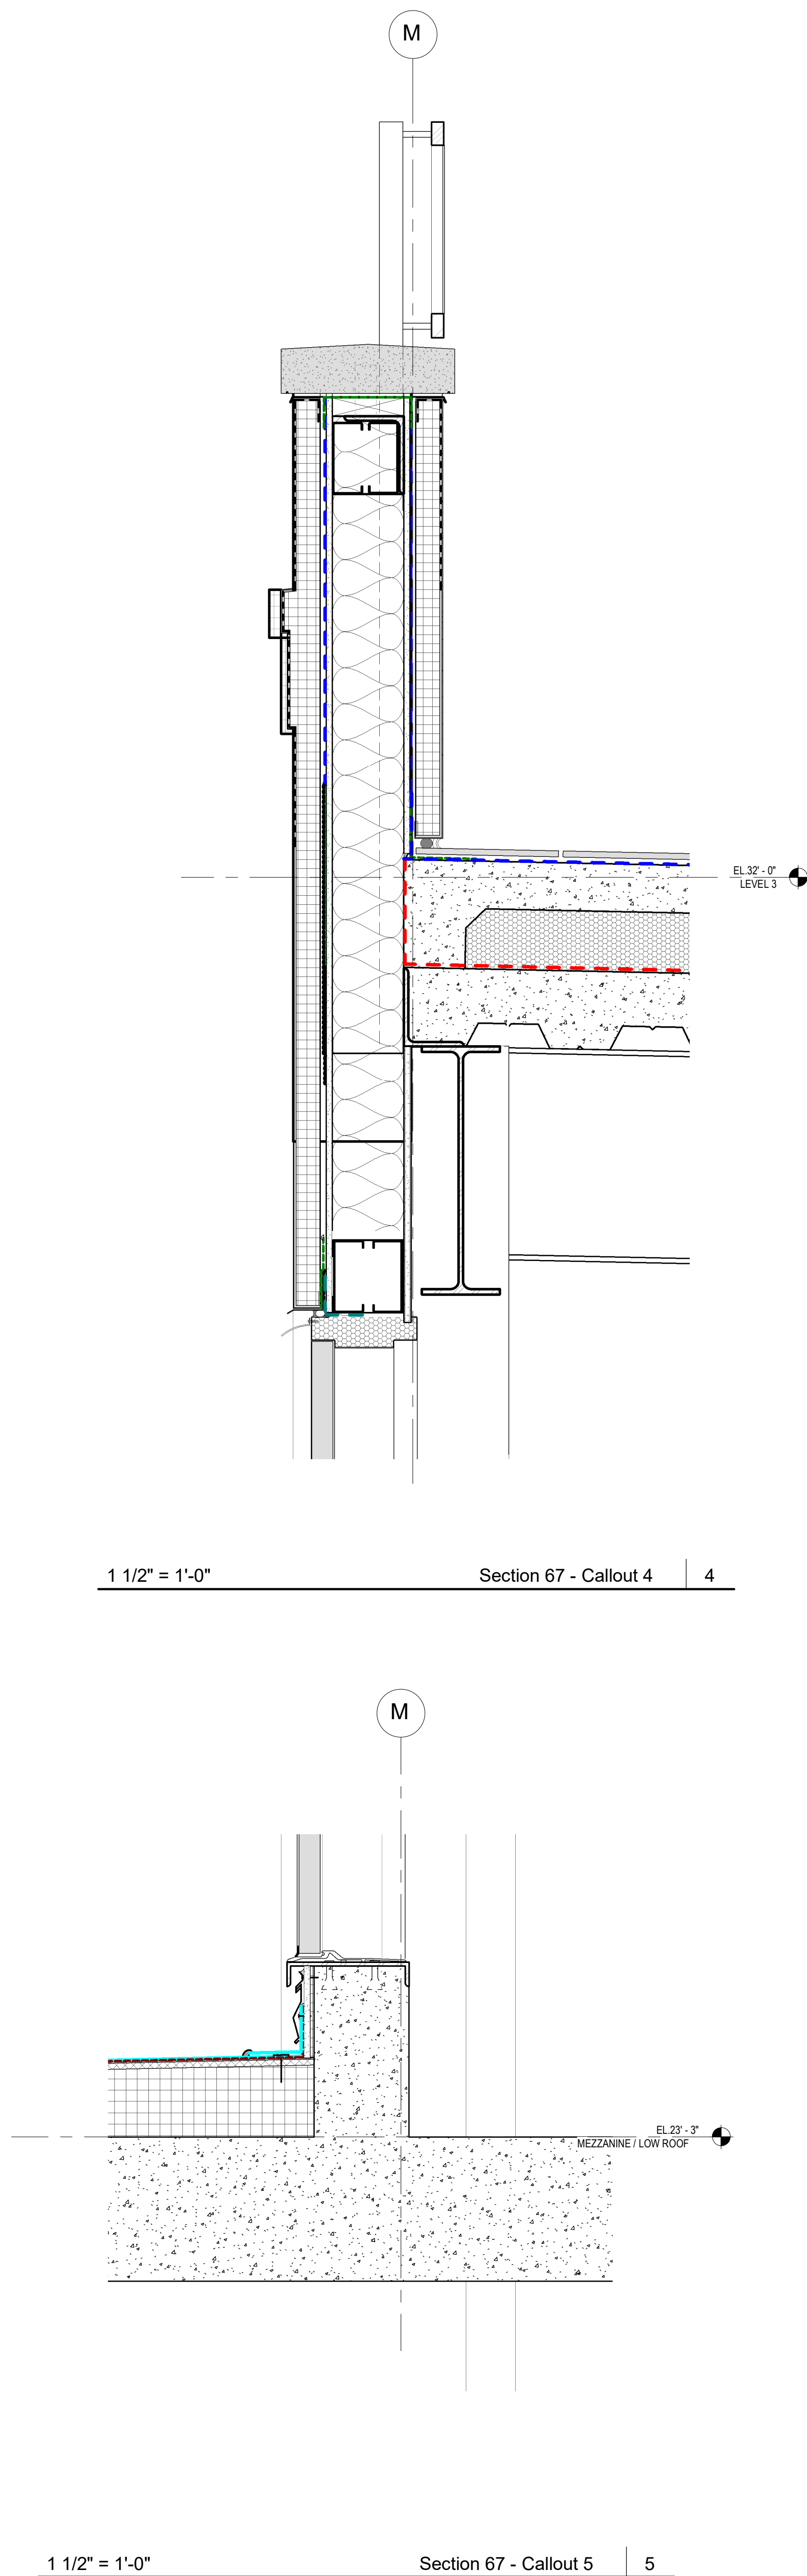 M
EL.32' - 0"
LEVEL 3
1 1/2" = 1'-0" Section 67 - Callout 4 4
M
EL.23' - 3"
MEZZANINE / LOW ROOF
1 1/2" = 1'-0" Section 67 - Callout 5 5